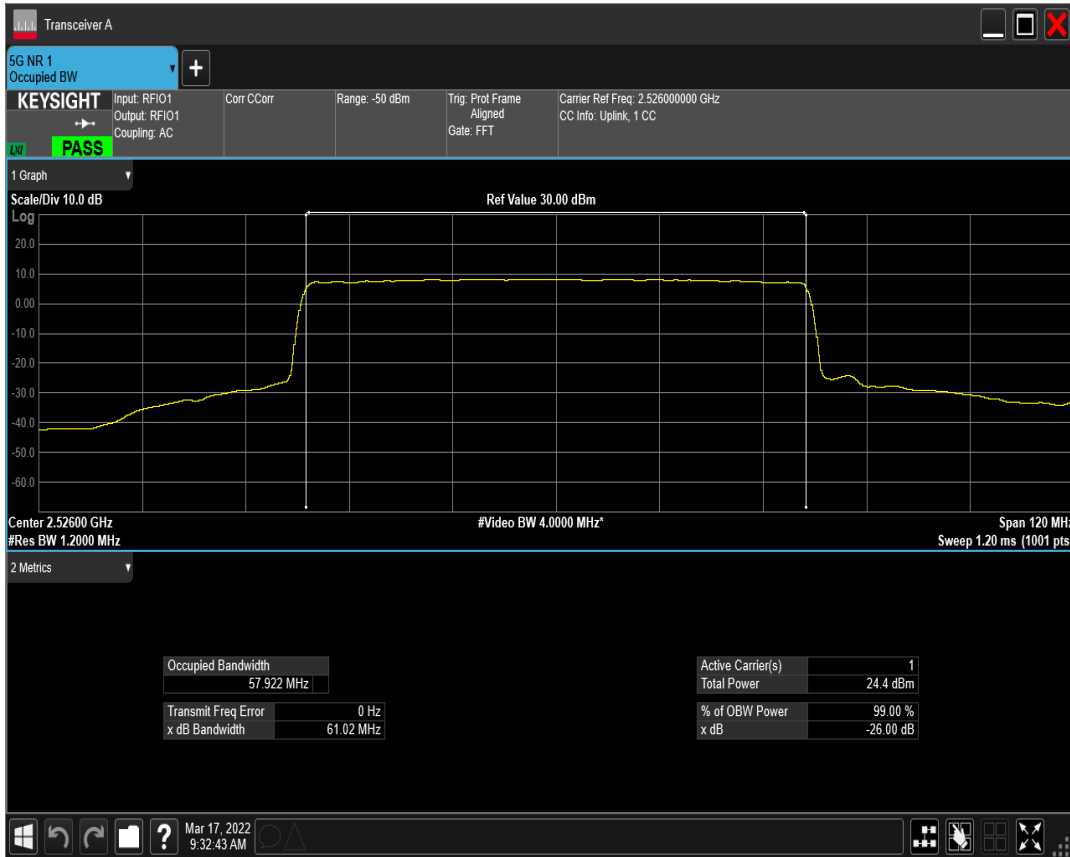 Transceiver A
5G NR 1
Occupied BW
+
KEYSIGHT
LXI
PASS
Input: RFIO1
Output: RFIO1
Coupling: AC
Corr CCorr
Range: -50 dBm
Trig: Prot Frame
Aligned
Gate: FFT
Carrier Ref Freq: 2.526000000 GHz
CC Info: Uplink, 1 CC
1 Graph
Scale/Div 10.0 dB
Ref Value 30.00 dBm
Log
20.0
10.0
0.00
-10.0
-20.0
-30.0
-40.0
-50.0
-60.0
Center 2.52600 GHz
#Video BW 4.0000 MHz*
Span 120 MHz
#Res BW 1.2000 MHz
Sweep 1.20 ms (1001 pts
2 Metrics
Occupied Bandwidth
57.922 MHz
Active Carrier(s) 1
Total Power 24.4 dBm
Transmit Freq Error 0 Hz
% of OBW Power 99.00 %
x dB Bandwidth 61.02 MHz
x dB -26.00 dB
?
Mar 17, 2022
9:32:43 AM